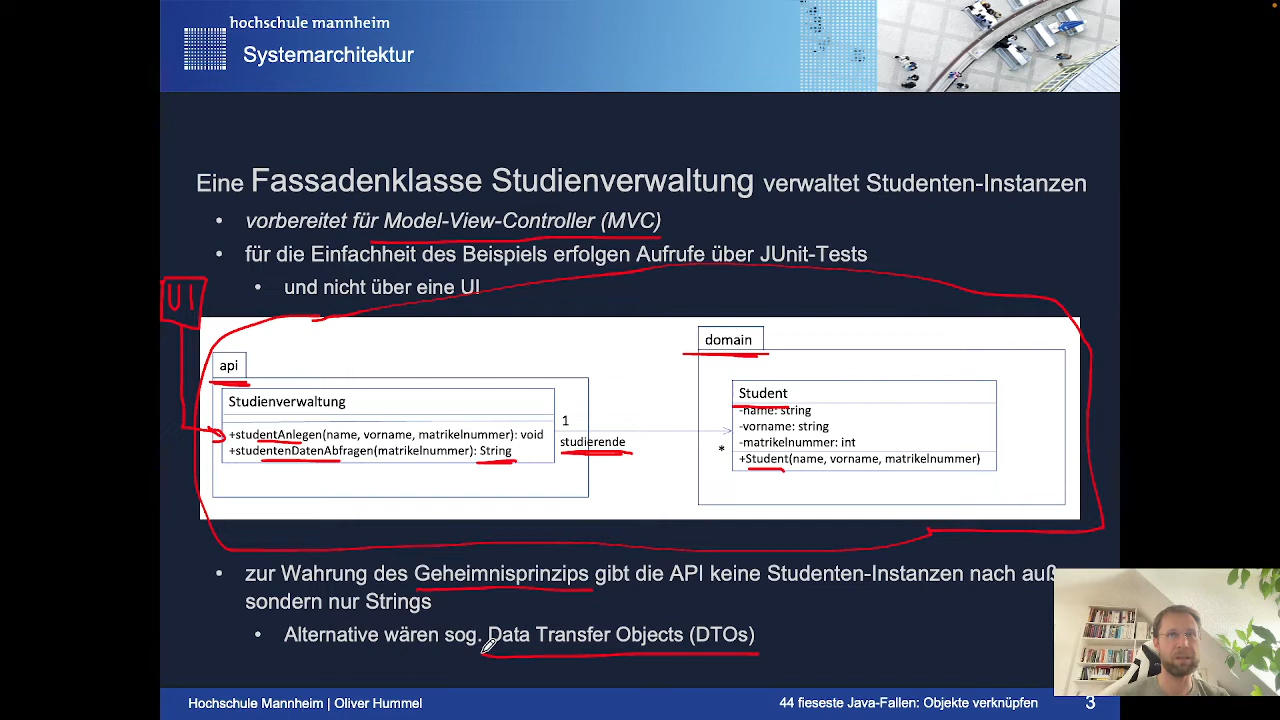 hochschule mannheim
Systemarchitektur
Eine Fassadenklasse Studienverwaltung verwaltet Studenten-Instanzen
• vorbereitet für Model-View-Controller (MVC)
• für die Einfachheit des Beispiels erfolgen Aufrufe über JUnit-Tests
• und nicht über eine UI
UI
domain
api
Student
Studienverwaltung
-name: string
1
-vorname: string
+studentAnlegen(name, vorname, matrikelnummer): void
studierende
-matrikelnummer: int
+studentenDatenAbfragen(matrikelnummer): String
*
+Student(name, vorname, matrikelnummer)
• zur Wahrung des Geheimnisprinzips gibt die API keine Studenten-Instanzen nach
sondern nur Strings
• Alternative wären sog. Data Transfer Objects (DTOs)
Hochschule Mannheim | Oliver Hummel
44 fieseste Java-Fallen: Objekte verknüpfen
3